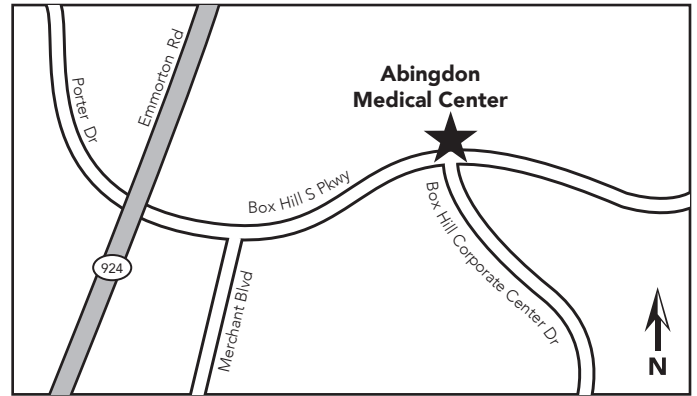 Porter Dr
Emmorton Rd
Abingdon
Medical Center
Box Hill S Pkwy
Box Hill Corporate Center Dr
924
Merchant Blvd
N